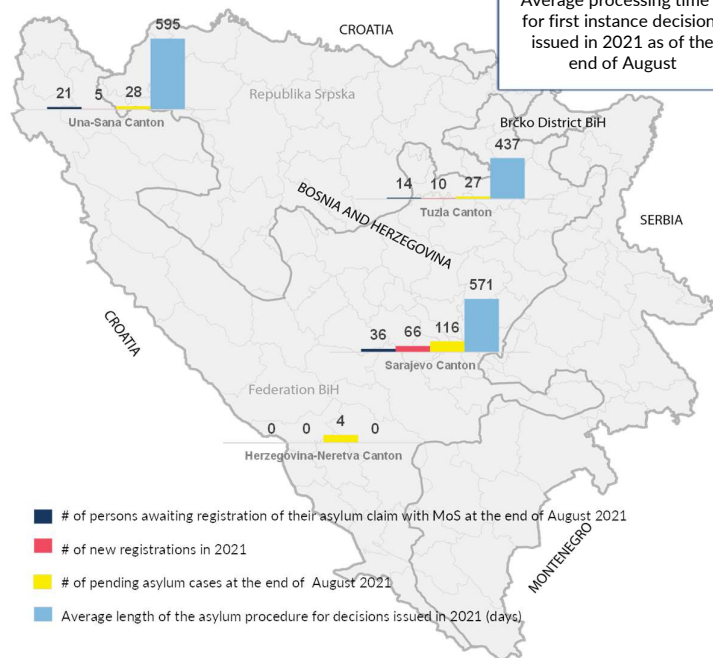 Average processing time
for first instance decision
issued in 2021 as of the
end of August
CROATIA
595
21
5
28
Una-Sana Canton
Republika Srpska
Brčko District BiH
437
14
10
27
Tuzla Canton
BOSNIA AND HERZEGOVINA
SERBIA
571
36
66
116
Sarajevo Canton
CROATIA
Federation BiH
0
0
4
0
Herzegovina-Neretva Canton
# of persons awaiting registration of their asylum claim with MoS at the end of August 2021
# of new registrations in 2021
# of pending asylum cases at the end of August 2021
Average length of the asylum procedure for decisions issued in 2021 (days)
MONTENEGRO